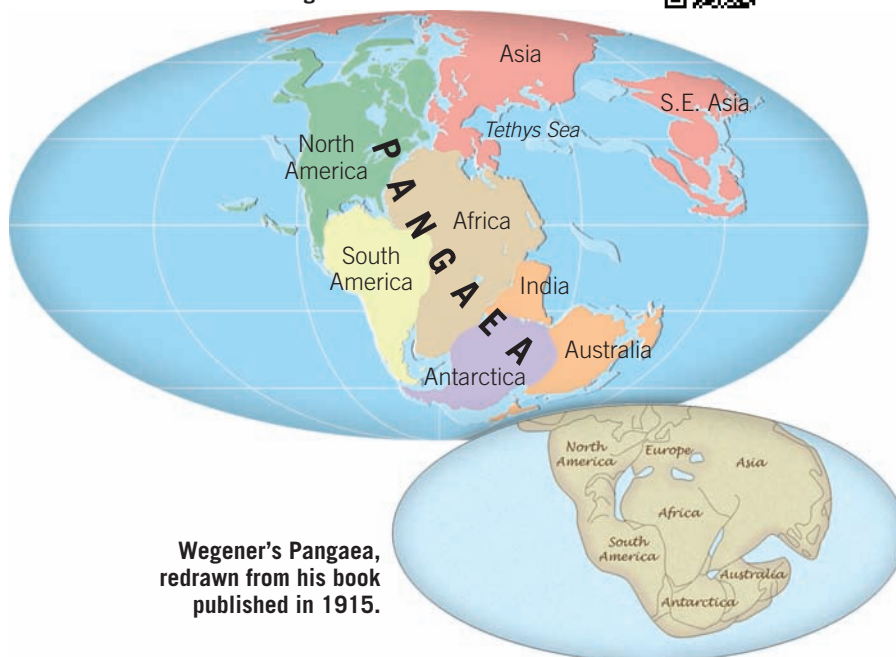 Asia
S.E. Asia
Tethys Sea
North
America
PANGAEA
Africa
South
America
India
Australia
Antarctica
North
America
Europe
Asia
Africa
South
America
Australia
Antarctica
Wegener's Pangaea,
redrawn from his book
published in 1915.